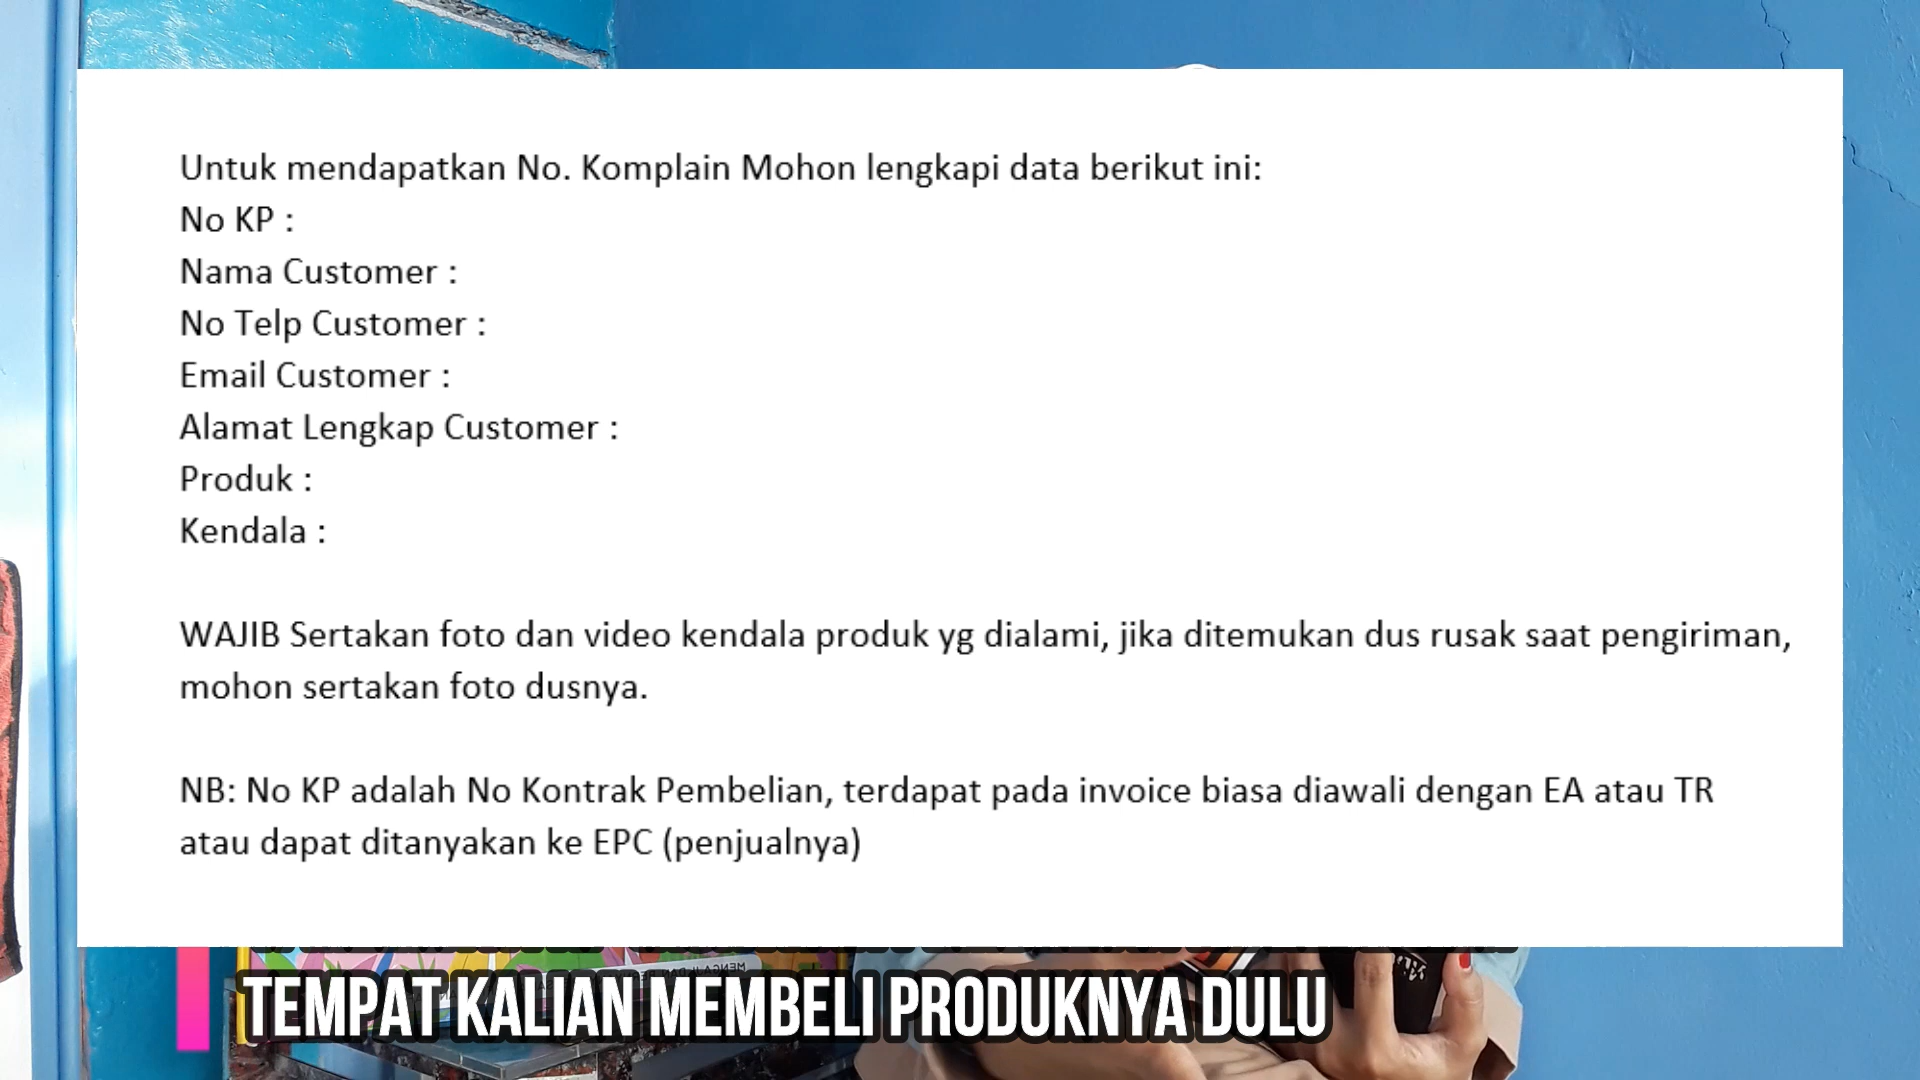 Untuk mendapatkan No. Komplain Mohon lengkapi data berikut ini:
No KP :
Nama Customer :
No Telp Customer :
Email Customer :
Alamat Lengkap Customer :
Produk :
Kendala :
WAJIB Sertakan foto dan video kendala produk yg dialami, jika ditemukan dus rusak saat pengiriman,
mohon sertakan foto dusnya.
NB: No KP adalah No Kontrak Pembelian, terdapat pada invoice biasa diawali dengan EA atau TR
atau dapat ditanyakan ke EPC (penjualnya)
TEMPAT KALIAN MEMBELI PRODUKNYA DULU